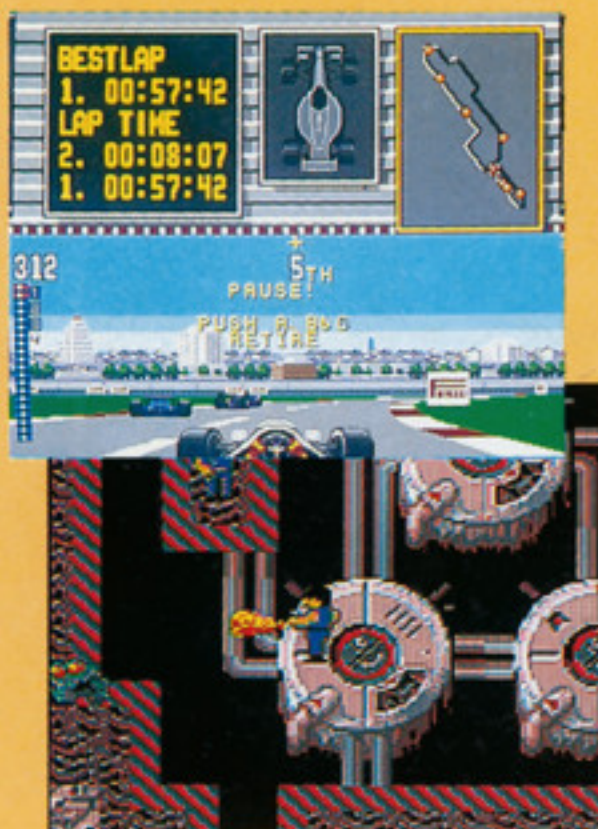 BESTLAP
1. 00:57:42
LAP TIME
2. 00:08:07
1. 00:57:42
312
5TH
PAUSE!
PUSH A, B & C
RETIRE